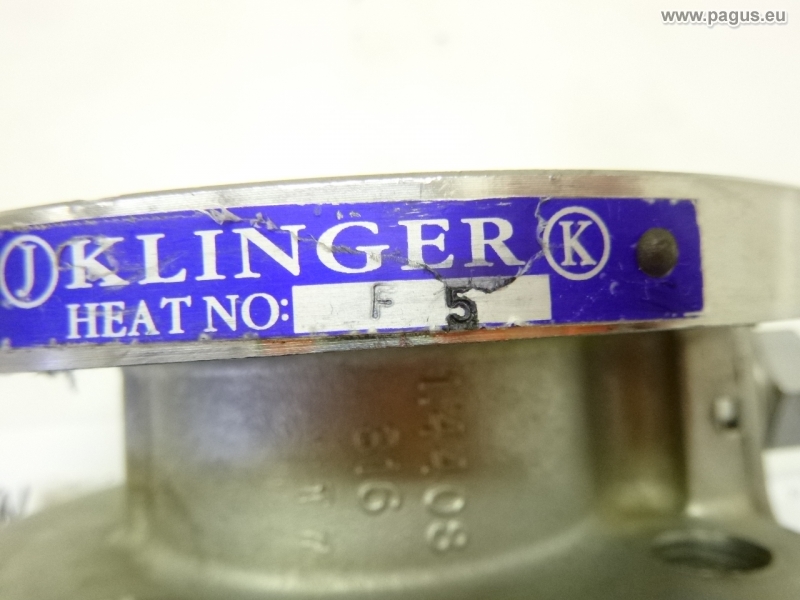 www.pagus.eu
J KLINGER K
HEAT NO: F 5
1.4408
316